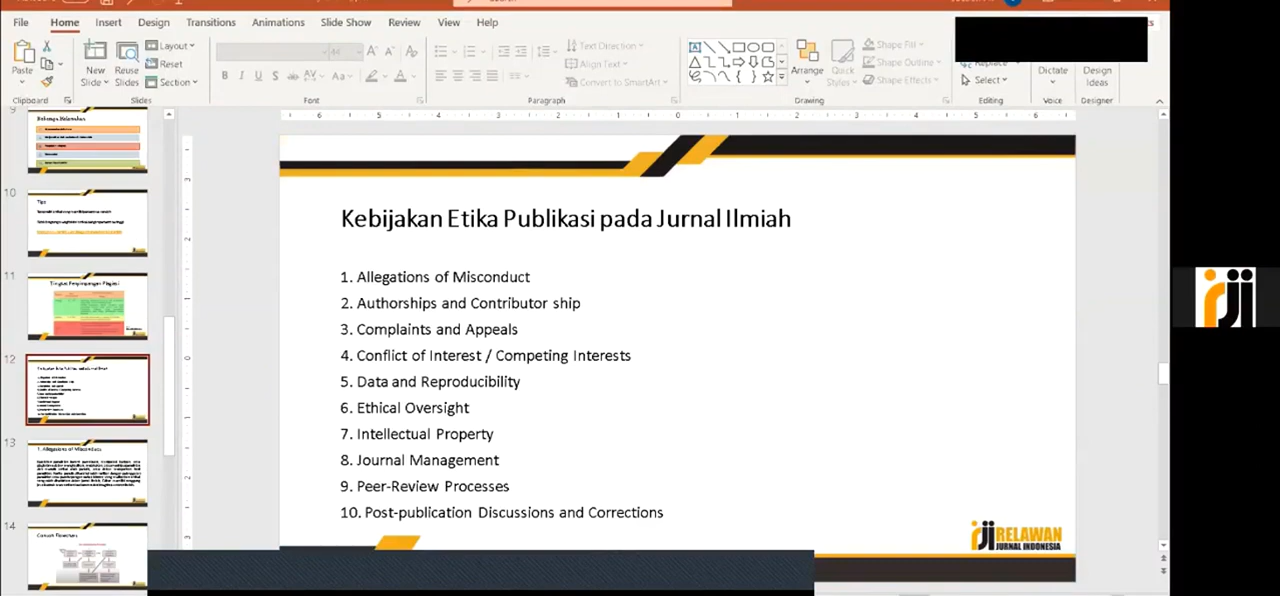 File Home Insert Design Transitions Animations Slide Show Review View Help
Paste
New Slides
Reuse Slides
Layout
Reset
Section
Text Direction
Align Text
Convert to SmartArt
Arrange
Quick Styles
Shape Fill
Shape Outline
Shape Effects
Replace
Select
Dictate
Design Ideas
Clipboard Slides Font Paragraph Drawing Editing Voice Designer
9
10
Tips
11
12
13
1. Allegations of Misconduct
14
Kebijakan Etika Publikasi pada Jurnal Ilmiah
1. Allegations of Misconduct
2. Authorships and Contributor ship
3. Complaints and Appeals
4. Conflict of Interest / Competing Interests
5. Data and Reproducibility
6. Ethical Oversight
7. Intellectual Property
8. Journal Management
9. Peer-Review Processes
10. Post-publication Discussions and Corrections
RELAWAN
JURNAL INDONESIA